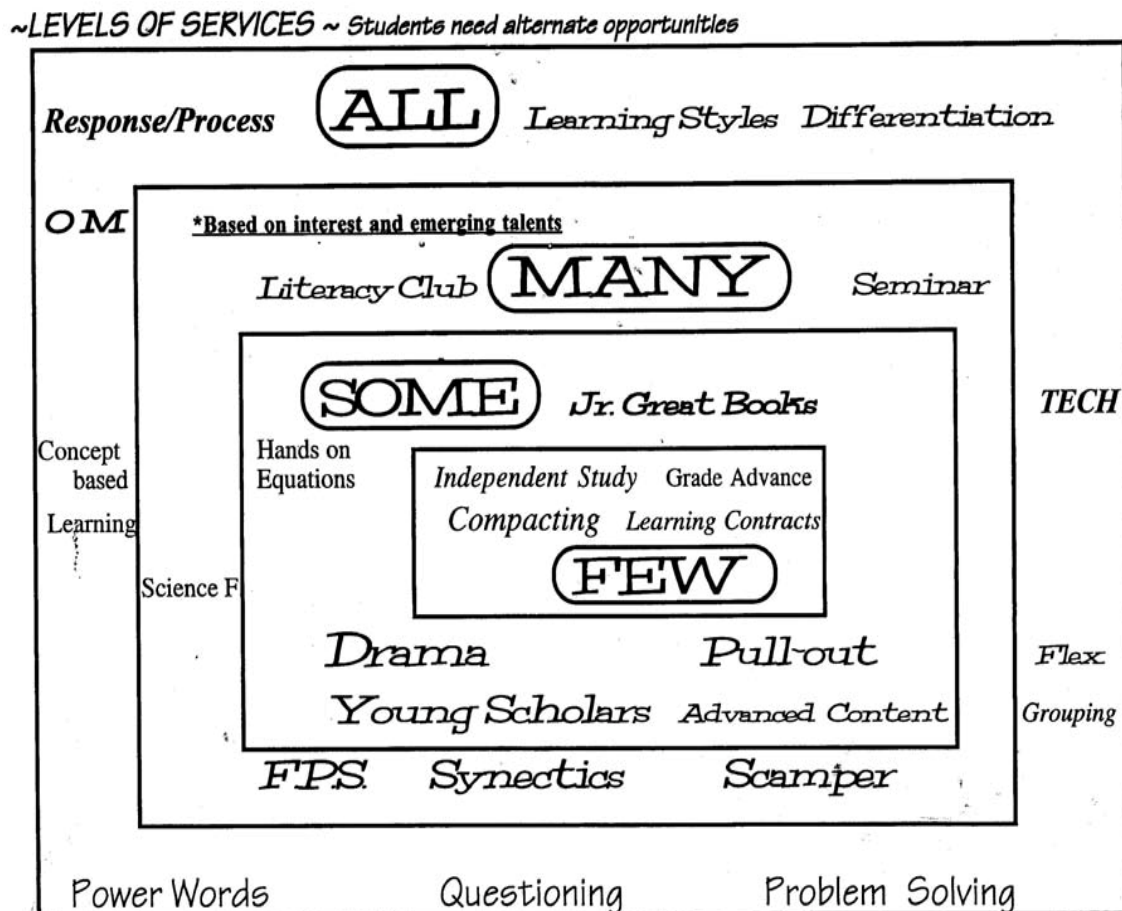 ~LEVELS OF SERVICES ~ Students need alternate opportunities
Response/Process ALL Learning Styles Differentiation
OM
*Based on interest and emerging talents
Literacy Club MANY Seminar
SOME Jr. Great Books
TECH
Concept
based
Learning
Hands on
Equations
Independent Study Grade Advance
Compacting Learning Contracts
FEW
Science F
Drama Pull-out
Flex
Young Scholars Advanced Content
Grouping
F.P.S. Synectics Scamper
Power Words Questioning Problem Solving